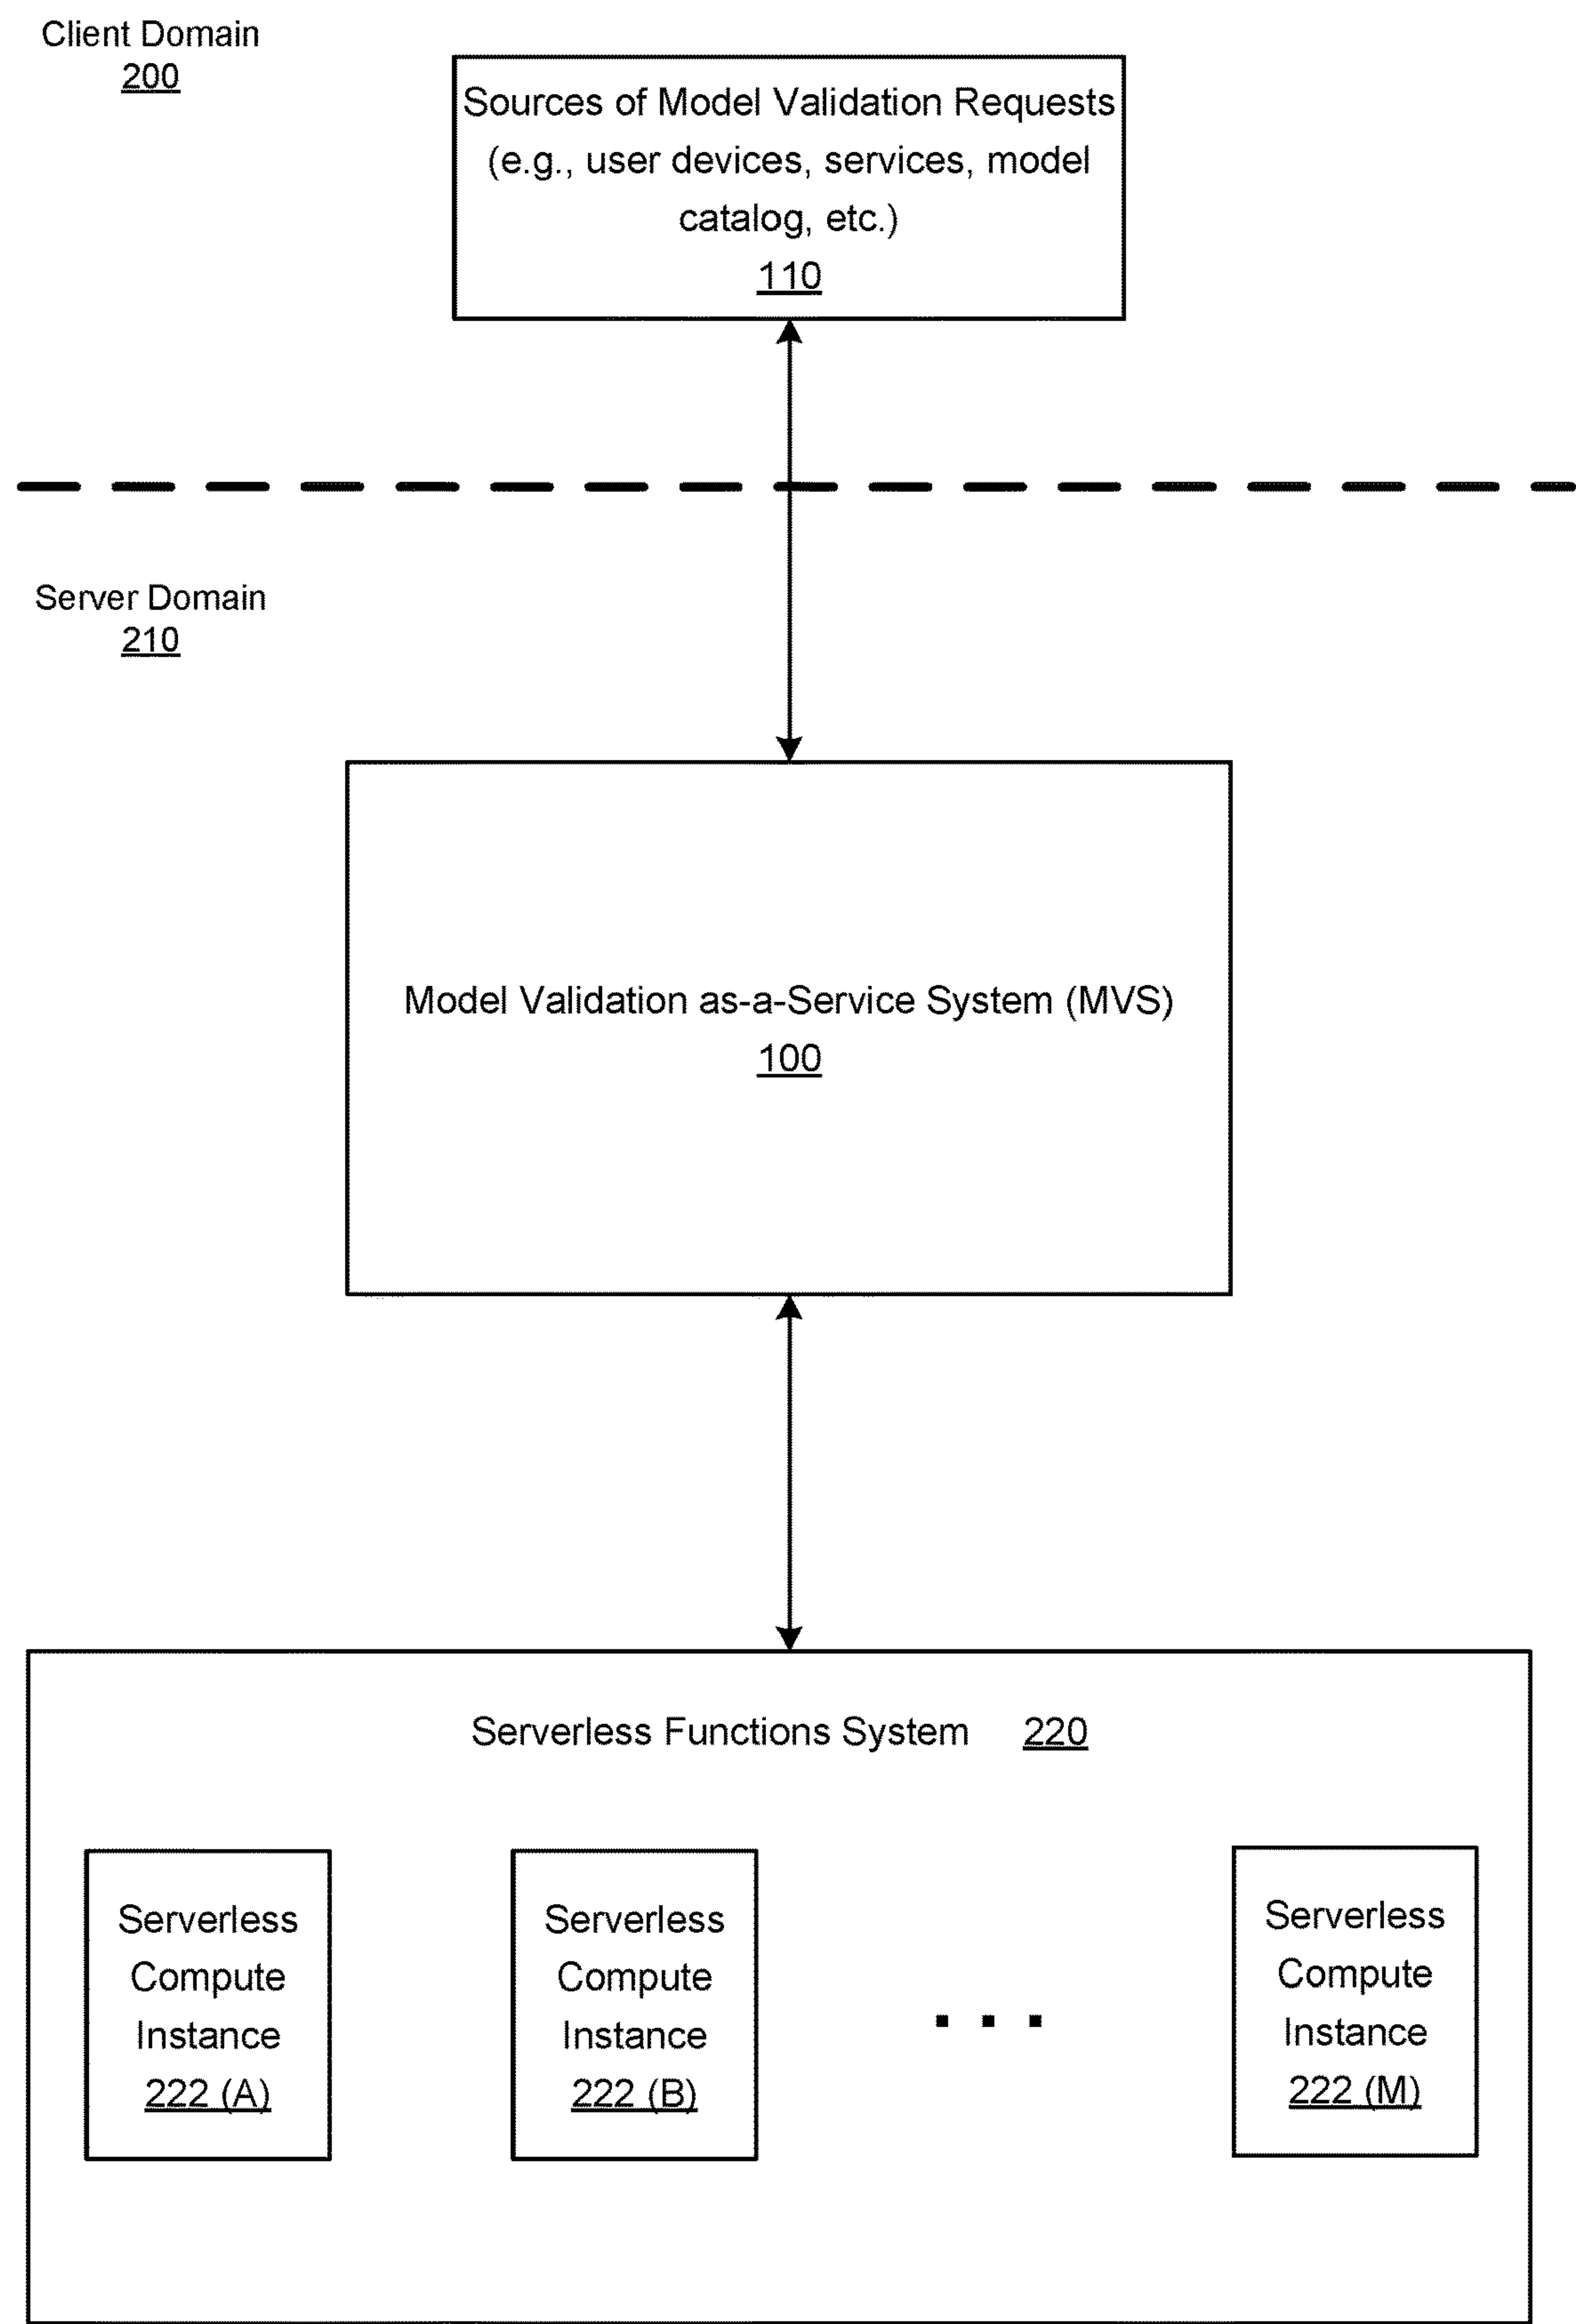 Client Domain
200
Sources of Model Validation Requests
(e.g., user devices, services, model
catalog, etc.)
110
Server Domain
210
Model Validation as-a-Service System (MVS)
100
Serverless Functions System 220
Serverless
Compute
Instance
222 (A)
Serverless
Compute
Instance
222 (B)
. . .
Serverless
Compute
Instance
222 (M)